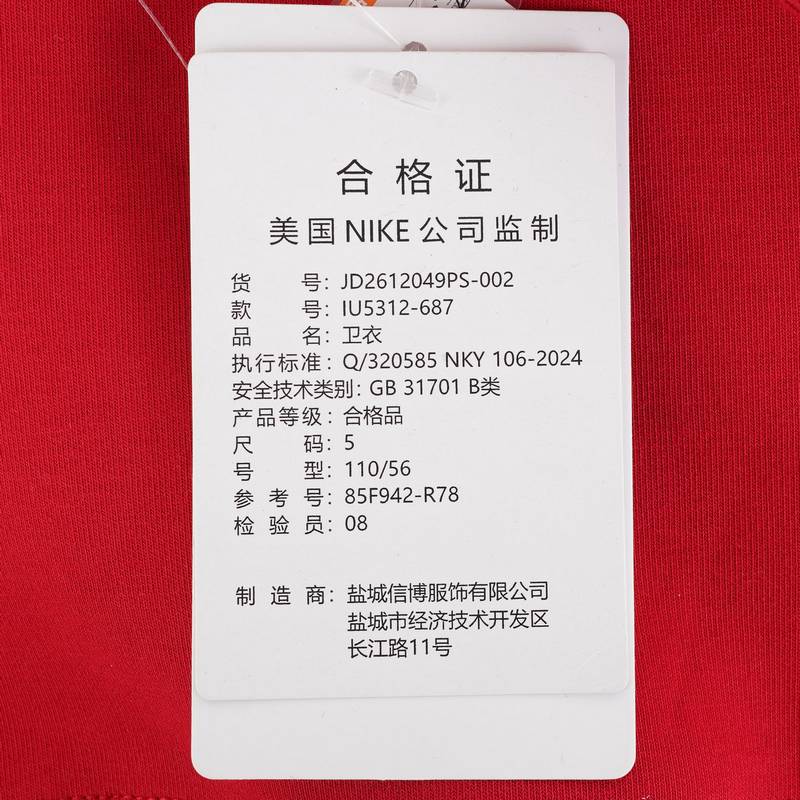 合格证
美国NIKE公司监制
货号：JD2612049PS-002
款号：IU5312-687
品名：卫衣
执行标准：Q/320585 NKY 106-2024
安全技术类别：GB 31701 B类
产品等级：合格品
尺码：5
号型：110/56
参考号：85F942-R78
检验员：08
制造商：盐城信博服饰有限公司
盐城市经济技术开发区
长江路11号